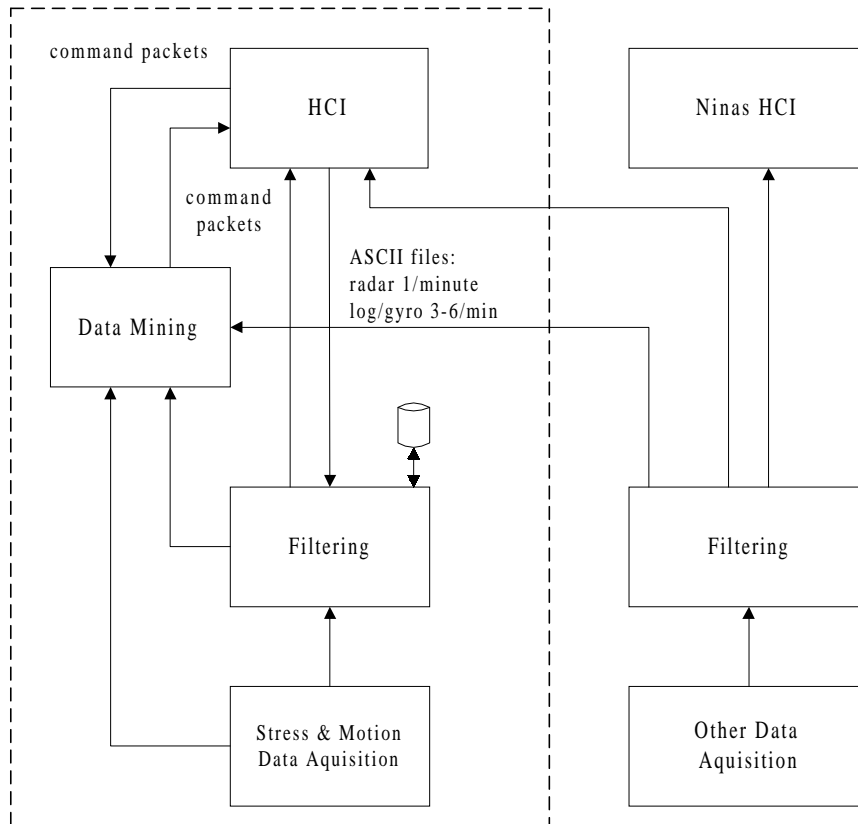 command packets
HCI
Ninas HCI
command
packets
ASCII files:
radar 1/minute
log/gyro 3-6/min
Data Mining
Filtering
Filtering
Stress & Motion
Data Aquisition
Other Data
Aquisition